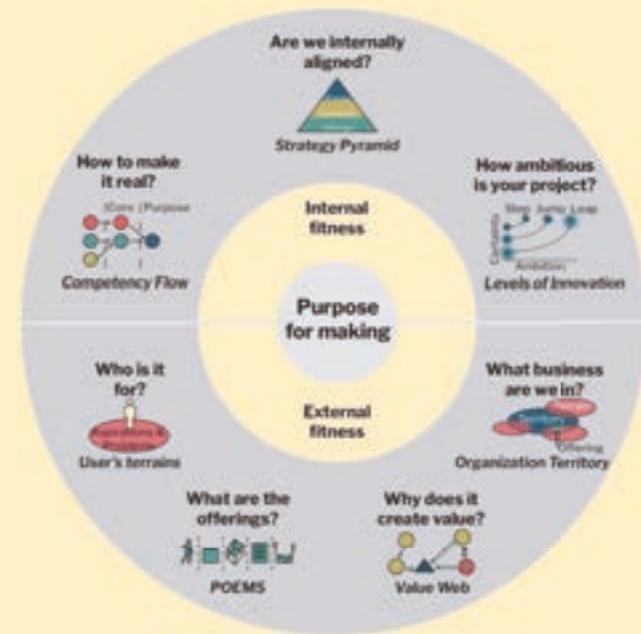 Are we internally
aligned?
Strategy Pyramid
How to make
it real?
Core
Purpose
Competency Flow
How ambitious
is your project?
Step Jump Leap
Ambition
Levels of Innovation
Internal
fitness
Purpose
for making
External
fitness
Who is it
for?
User's terrains
What business
are we in?
Offering
Organization Territory
What are the
offerings?
POEMS
Why does it
create value?
Value Web